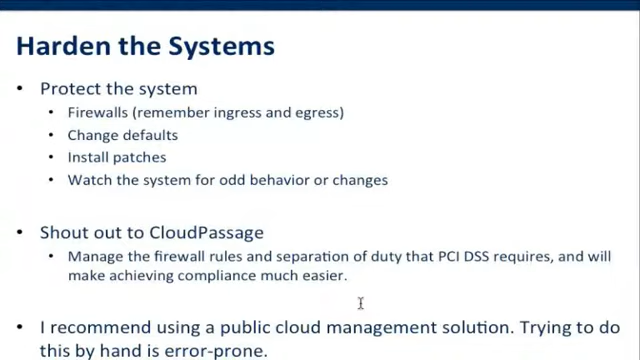 Harden the Systems
• Protect the system
• Firewalls (remember ingress and egress)
• Change defaults
• Install patches
• Watch the system for odd behavior or changes
• Shout out to CloudPassage
• Manage the firewall rules and separation of duty that PCI DSS requires, and will
make achieving compliance much easier.
• I recommend using a public cloud management solution. Trying to do
this by hand is error-prone.